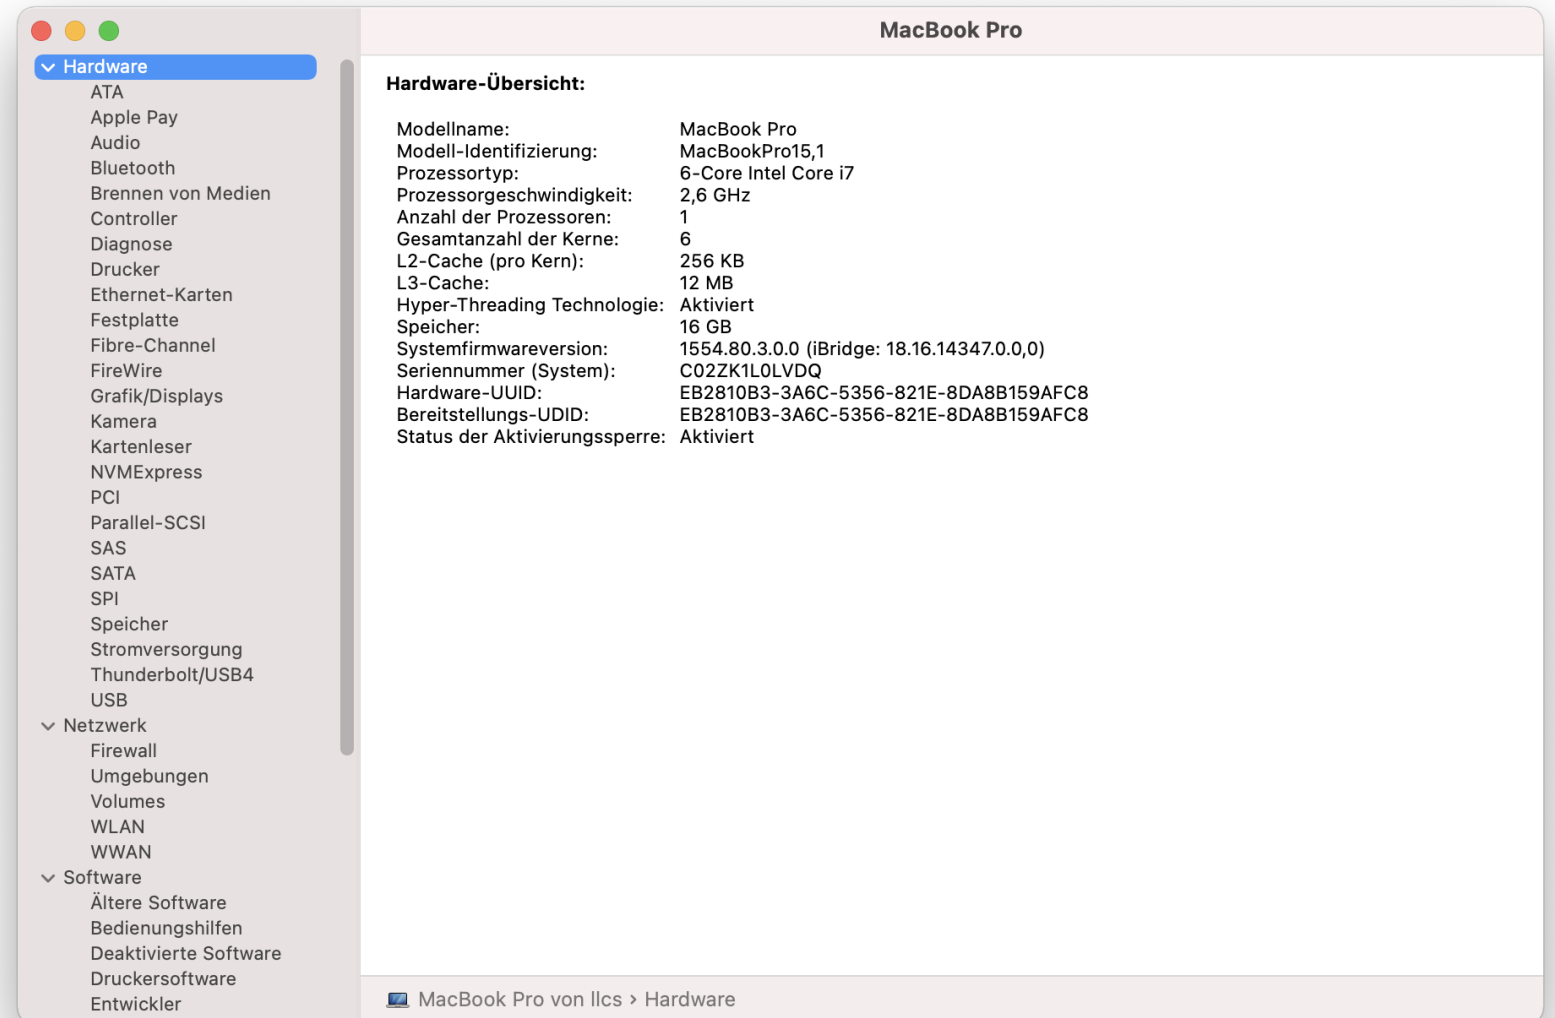 MacBook Pro
Hardware
ATA
Apple Pay
Audio
Bluetooth
Brennen von Medien
Controller
Diagnose
Drucker
Ethernet-Karten
Festplatte
Fibre-Channel
FireWire
Grafik/Displays
Kamera
Kartenleser
NVMExpress
PCI
Parallel-SCSI
SAS
SATA
SPI
Speicher
Stromversorgung
Thunderbolt/USB4
USB
Netzwerk
Firewall
Umgebungen
Volumes
WLAN
WWAN
Software
Ältere Software
Bedienungshilfen
Deaktivierte Software
Druckersoftware
Entwickler
Hardware-Übersicht:
Modellname: MacBook Pro
Modell-Identifizierung: MacBookPro15,1
Prozessortyp: 6-Core Intel Core i7
Prozessorgeschwindigkeit: 2,6 GHz
Anzahl der Prozessoren: 1
Gesamtanzahl der Kerne: 6
L2-Cache (pro Kern): 256 KB
L3-Cache: 12 MB
Hyper-Threading Technologie: Aktiviert
Speicher: 16 GB
Systemfirmwareversion: 1554.80.3.0.0 (iBridge: 18.16.14347.0.0,0)
Seriennummer (System): C02ZK1L0LVDQ
Hardware-UUID: EB2810B3-3A6C-5356-821E-8DA8B159AFC8
Bereitstellungs-UDID: EB2810B3-3A6C-5356-821E-8DA8B159AFC8
Status der Aktivierungssperre: Aktiviert
MacBook Pro von llcs › Hardware